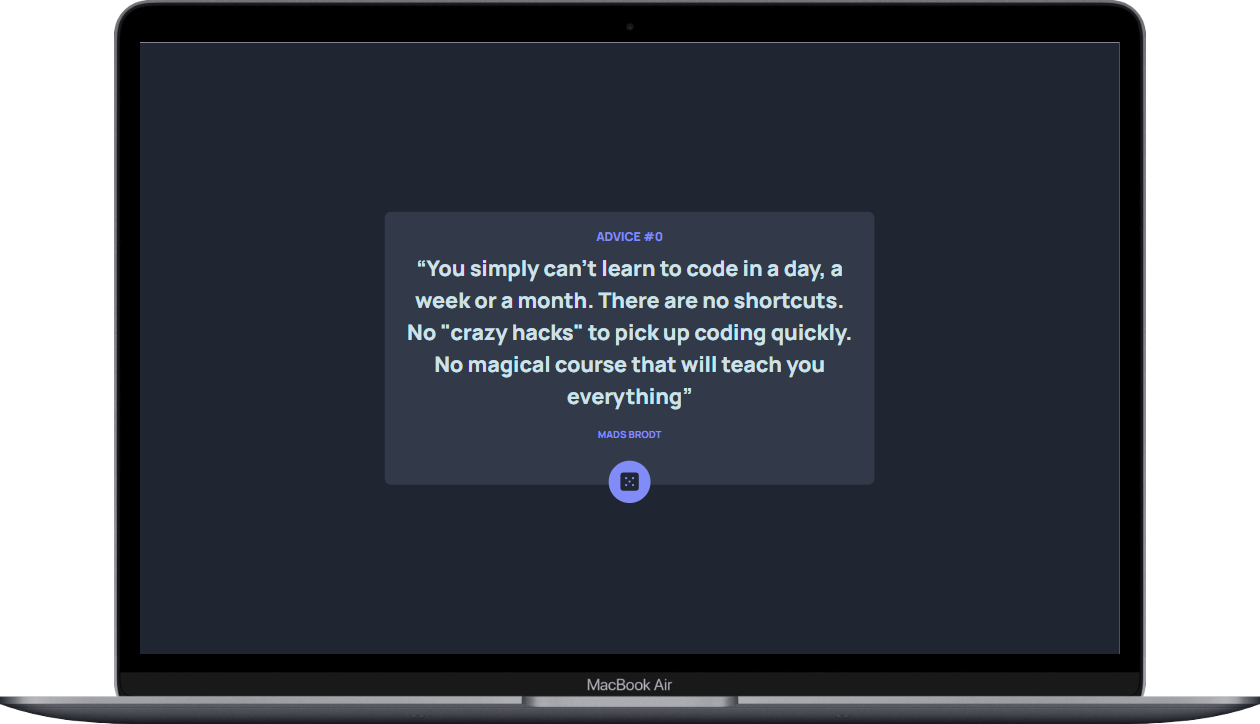 ADVICE #0
“You simply can’t learn to code in a day, a
week or a month. There are no shortcuts.
No "crazy hacks" to pick up coding quickly.
No magical course that will teach you
everything”
MADS BRODT
MacBook Air